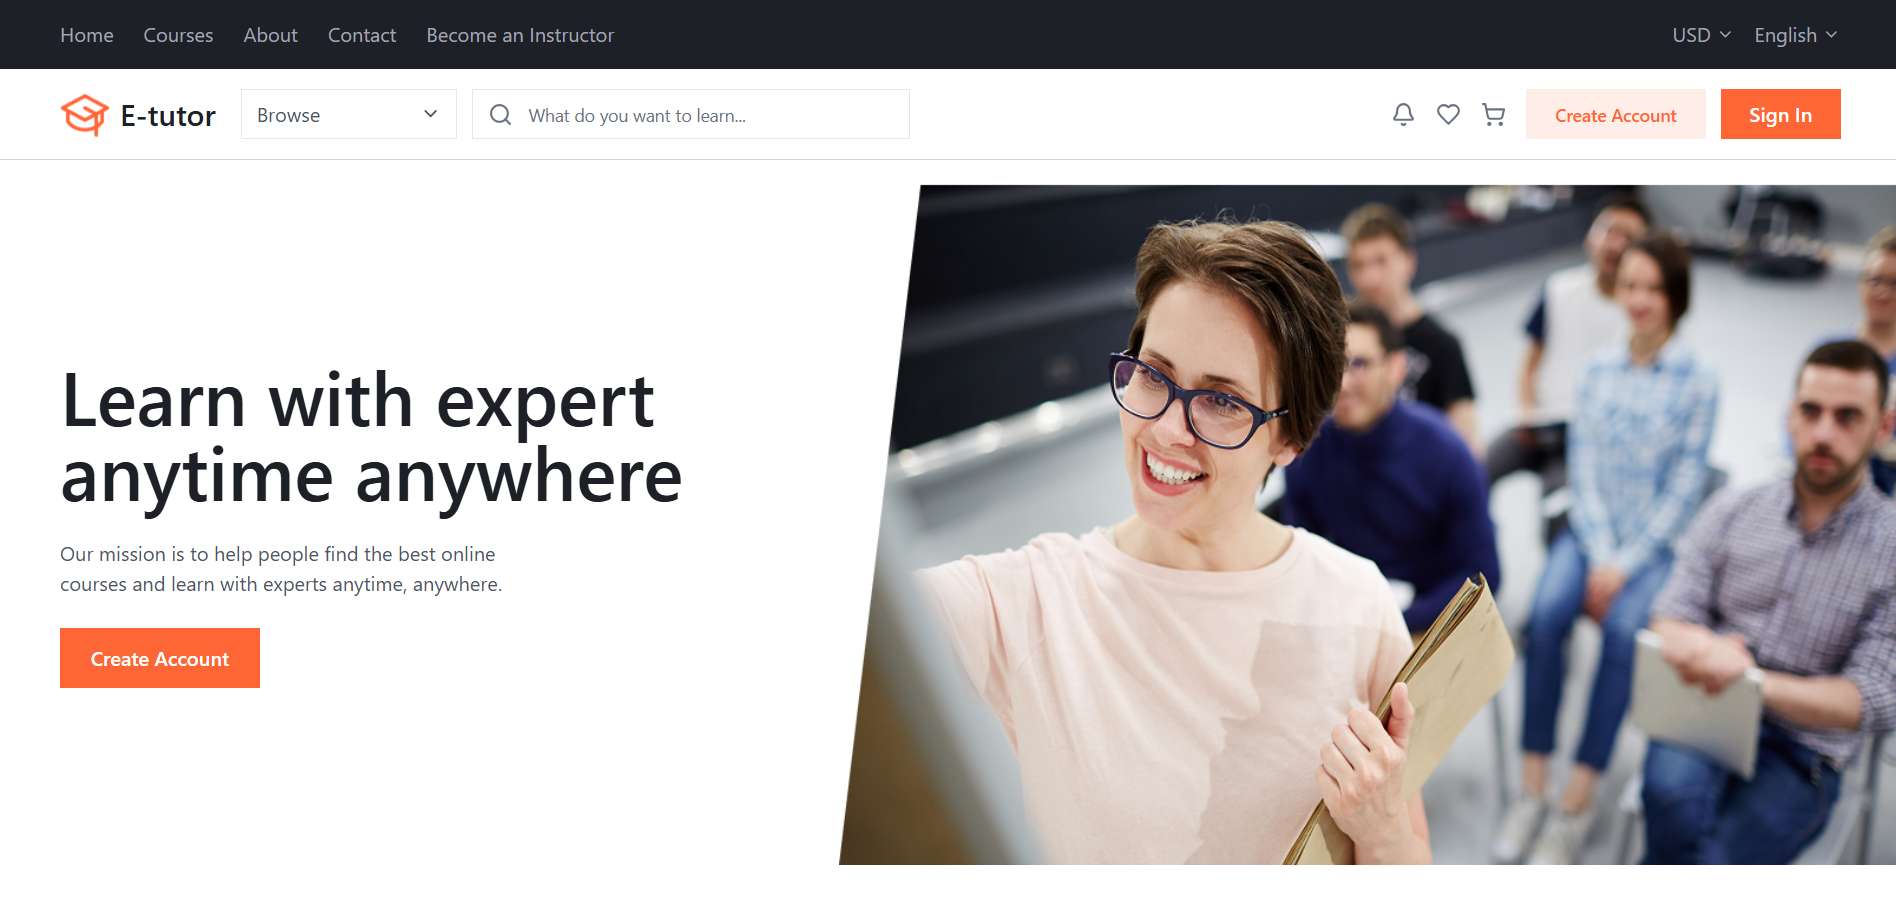 Home Courses About Contact Become an Instructor USD English
E-tutor Browse What do you want to learn... Create Account Sign In
Learn with expert
anytime anywhere
Our mission is to help people find the best online
courses and learn with experts anytime, anywhere.
Create Account